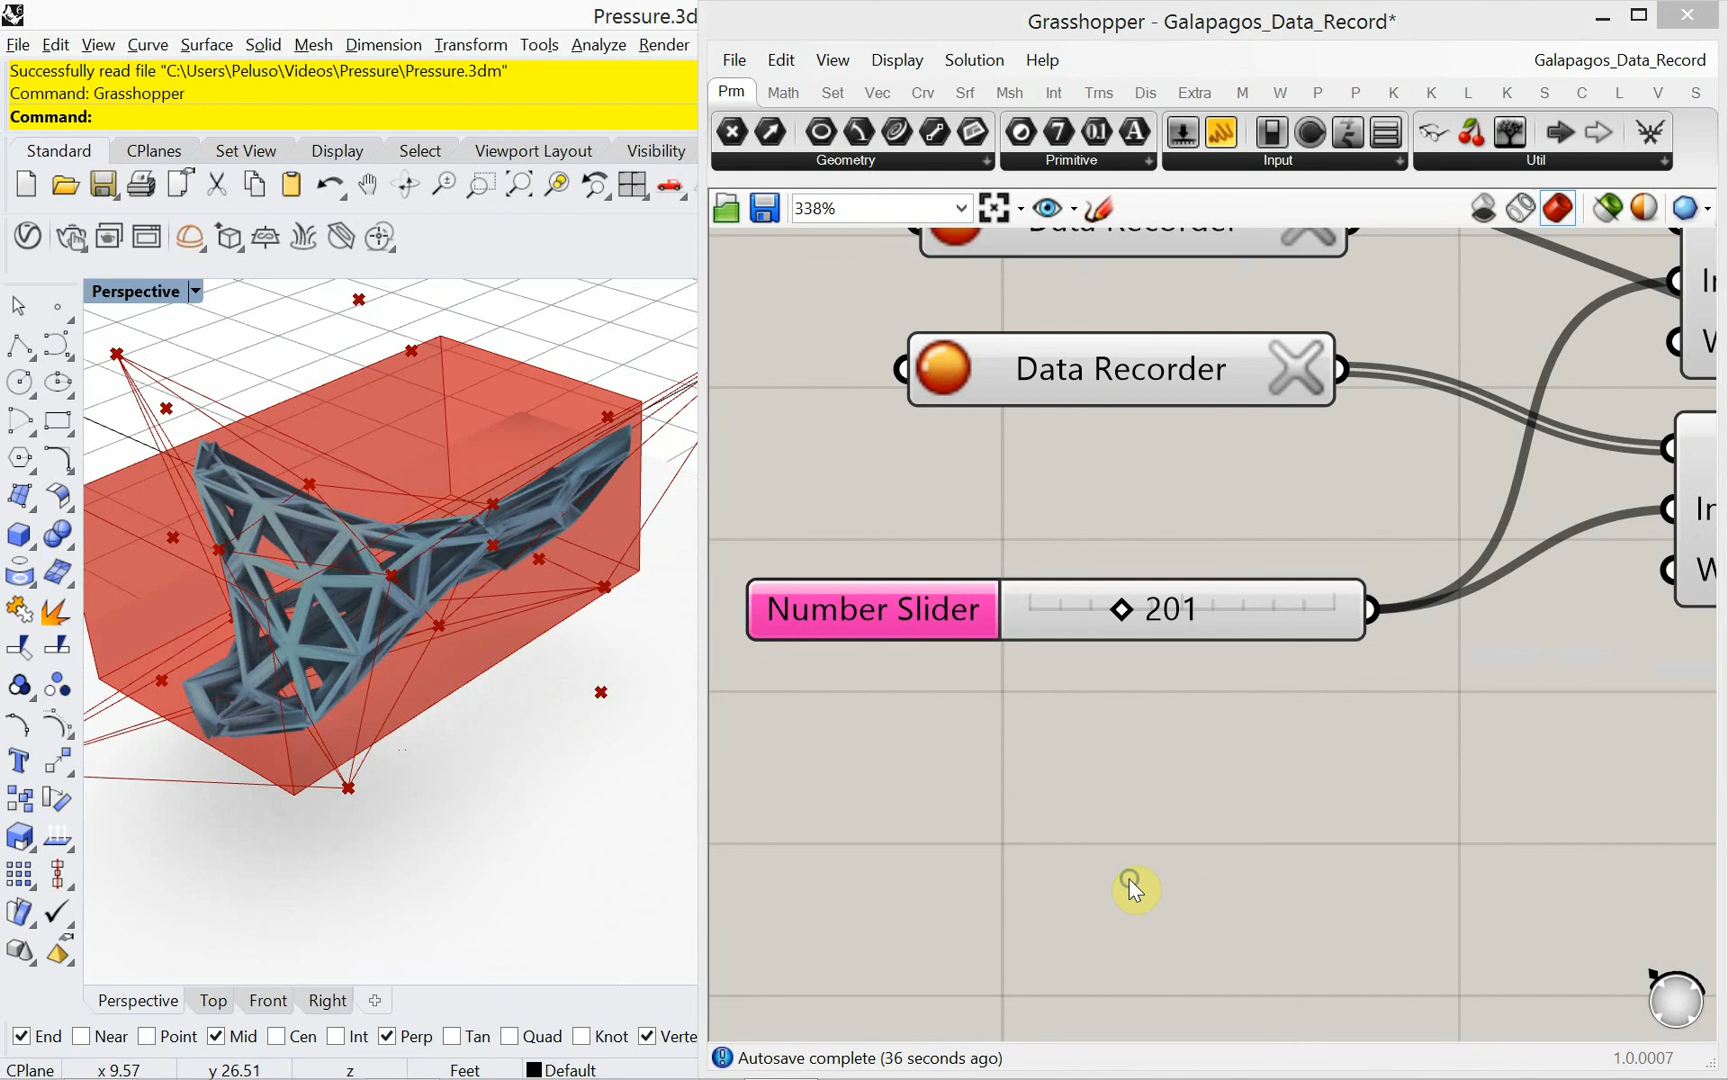 Pressure.3d
File Edit View Curve Surface Solid Mesh Dimension Transform Tools Analyze Render
Successfully read file "C:\Users\Peluso\Videos\Pressure\Pressure.3dm"
Command: Grasshopper
Command:
Standard CPlanes Set View Display Select Viewport Layout Visibility
Perspective
Perspective Top Front Right
End Near Point Mid Cen Int Perp Tan Quad Knot Verte
CPlane x 9.57 y 26.51 z Feet Default
Grasshopper - Galapagos_Data_Record*
File Edit View Display Solution Help Galapagos_Data_Record
Prm Math Set Vec Crv Srf Msh Int Trns Dis Extra M W P P K K L K S C L V S
Geometry Primitive Input Util
338%
Data Recorder
Data Recorder
Number Slider 201
Autosave complete (36 seconds ago) 1.0.0007